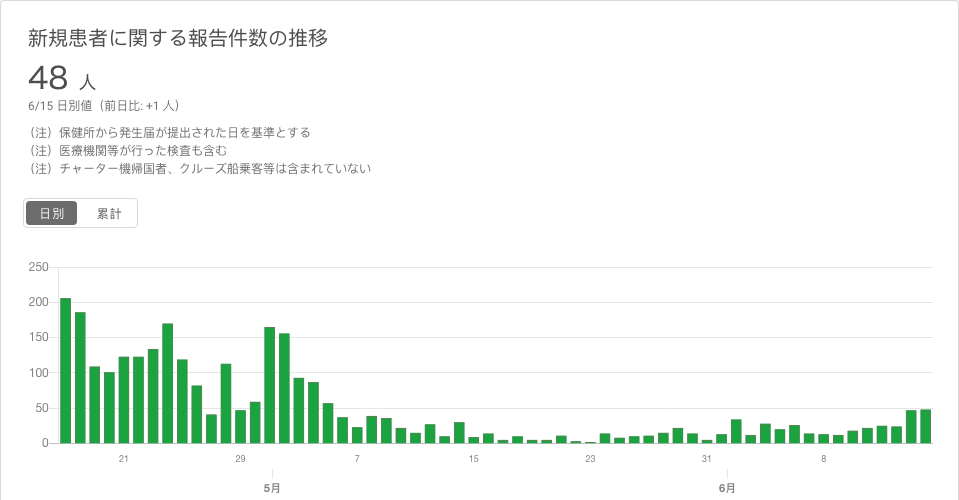 新規患者に関する報告件数の推移
48 人
6/15 日別値（前日比: +1 人）
（注）保健所から発生届が提出された日を基準とする
（注）医療機関等が行った検査も含む
（注）チャーター機帰国者、クルーズ船乗客等は含まれていない
日別 累計
250
200
150
100
50
0
21 29 7 15 23 31 8
5月 6月